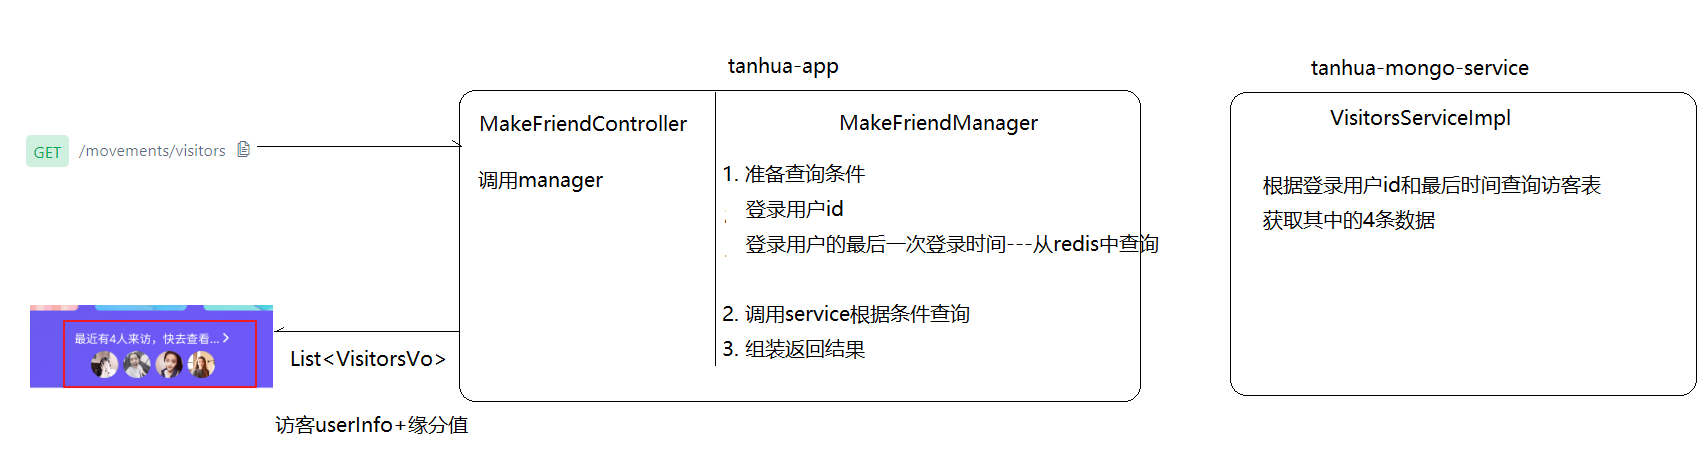 tanhua-app
tanhua-mongo-service
MakeFriendController
MakeFriendManager
VisitorsServiceImpl
GET /movements/visitors
调用manager
1. 准备查询条件
登录用户id
登录用户的最后一次登录时间---从redis中查询
2. 调用service根据条件查询
3. 组装返回结果
根据登录用户id和最后时间查询访客表
获取其中的4条数据
最近有4人来访，快去查看...
List<VisitorsVo>
访客userInfo+缘分值